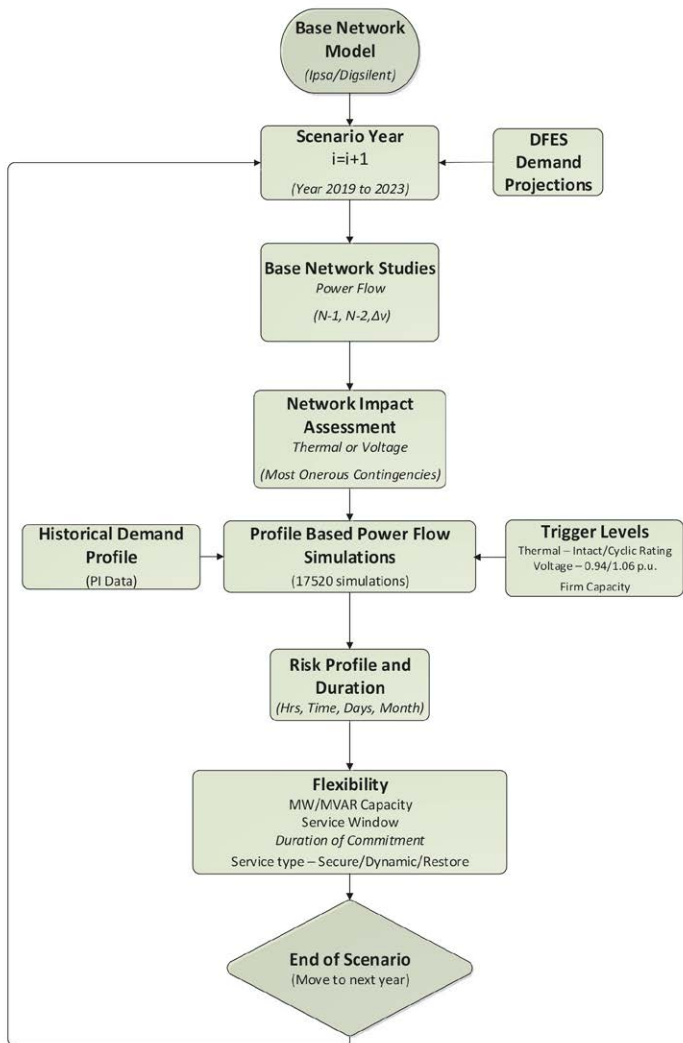 Base Network
Model
(Ipsa/Digsilent)
Scenario Year
i=i+1
(Year 2019 to 2023)
DFES
Demand
Projections
Base Network Studies
Power Flow
(N-1, N-2,Δv)
Network Impact
Assessment
Thermal or Voltage
(Most Onerous Contingencies)
Historical Demand
Profile
(PI Data)
Profile Based Power Flow
Simulations
(17520 simulations)
Trigger Levels
Thermal – Intact/Cyclic Rating
Voltage – 0.94/1.06 p.u.
Firm Capacity
Risk Profile and
Duration
(Hrs, Time, Days, Month)
Flexibility
MW/MVAR Capacity
Service Window
Duration of Commitment
Service type – Secure/Dynamic/Restore
End of Scenario
(Move to next year)